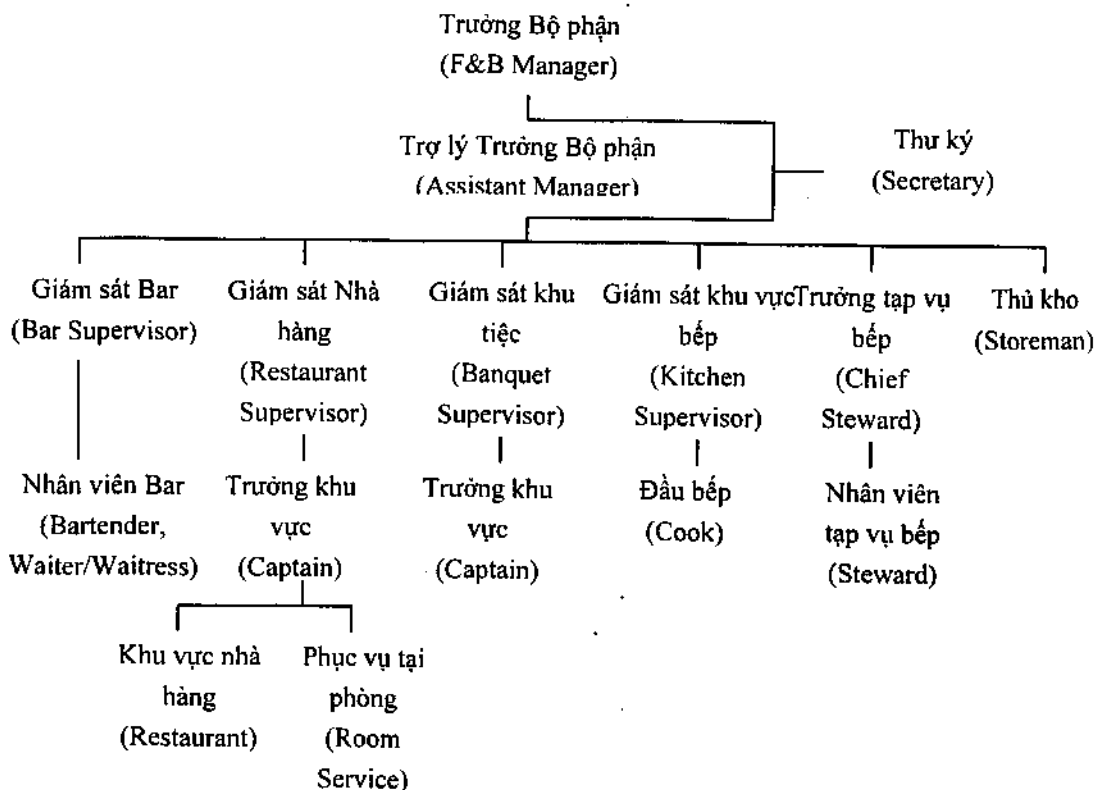 Trưởng Bộ phận
(F&B Manager)
Trợ lý Trưởng Bộ phận
(Assistant Manager)
Thư ký
(Secretary)
Giám sát Bar
(Bar Supervisor)
Giám sát Nhà
hàng
(Restaurant
Supervisor)
Giám sát khu
tiệc
(Banquet
Supervisor)
Giám sát khu vực
bếp
(Kitchen
Supervisor)
Trưởng tạp vụ
bếp
(Chief
Steward)
Thủ kho
(Storeman)
Nhân viên Bar
(Bartender,
Waiter/Waitress)
Trưởng khu
vực
(Captain)
Trưởng khu
vực
(Captain)
Đầu bếp
(Cook)
Nhân viên
tạp vụ bếp
(Steward)
Khu vực nhà
hàng
(Restaurant)
Phục vụ tại
phòng
(Room
Service)